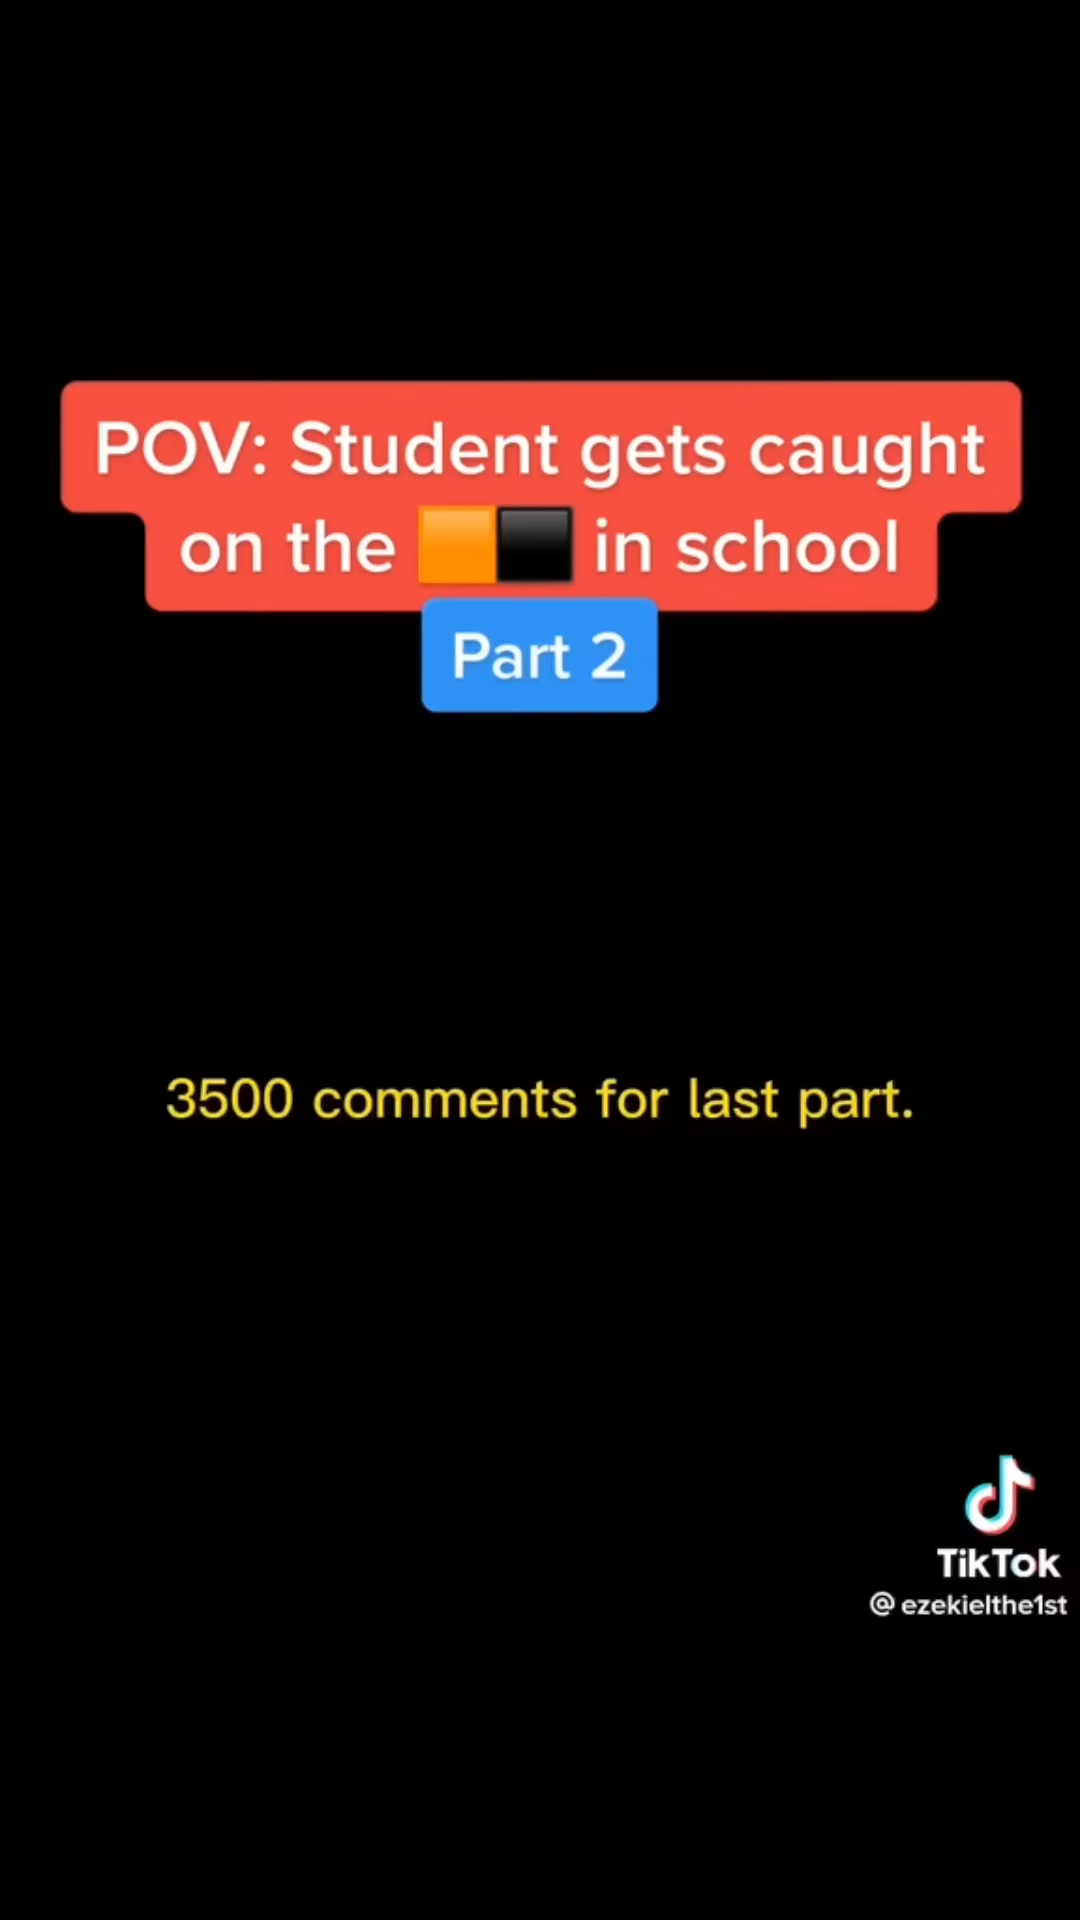 POV: Student gets caught
on the 🟧⬛ in school
Part 2
3500 comments for last part.
TikTok
@ezekielthe1st